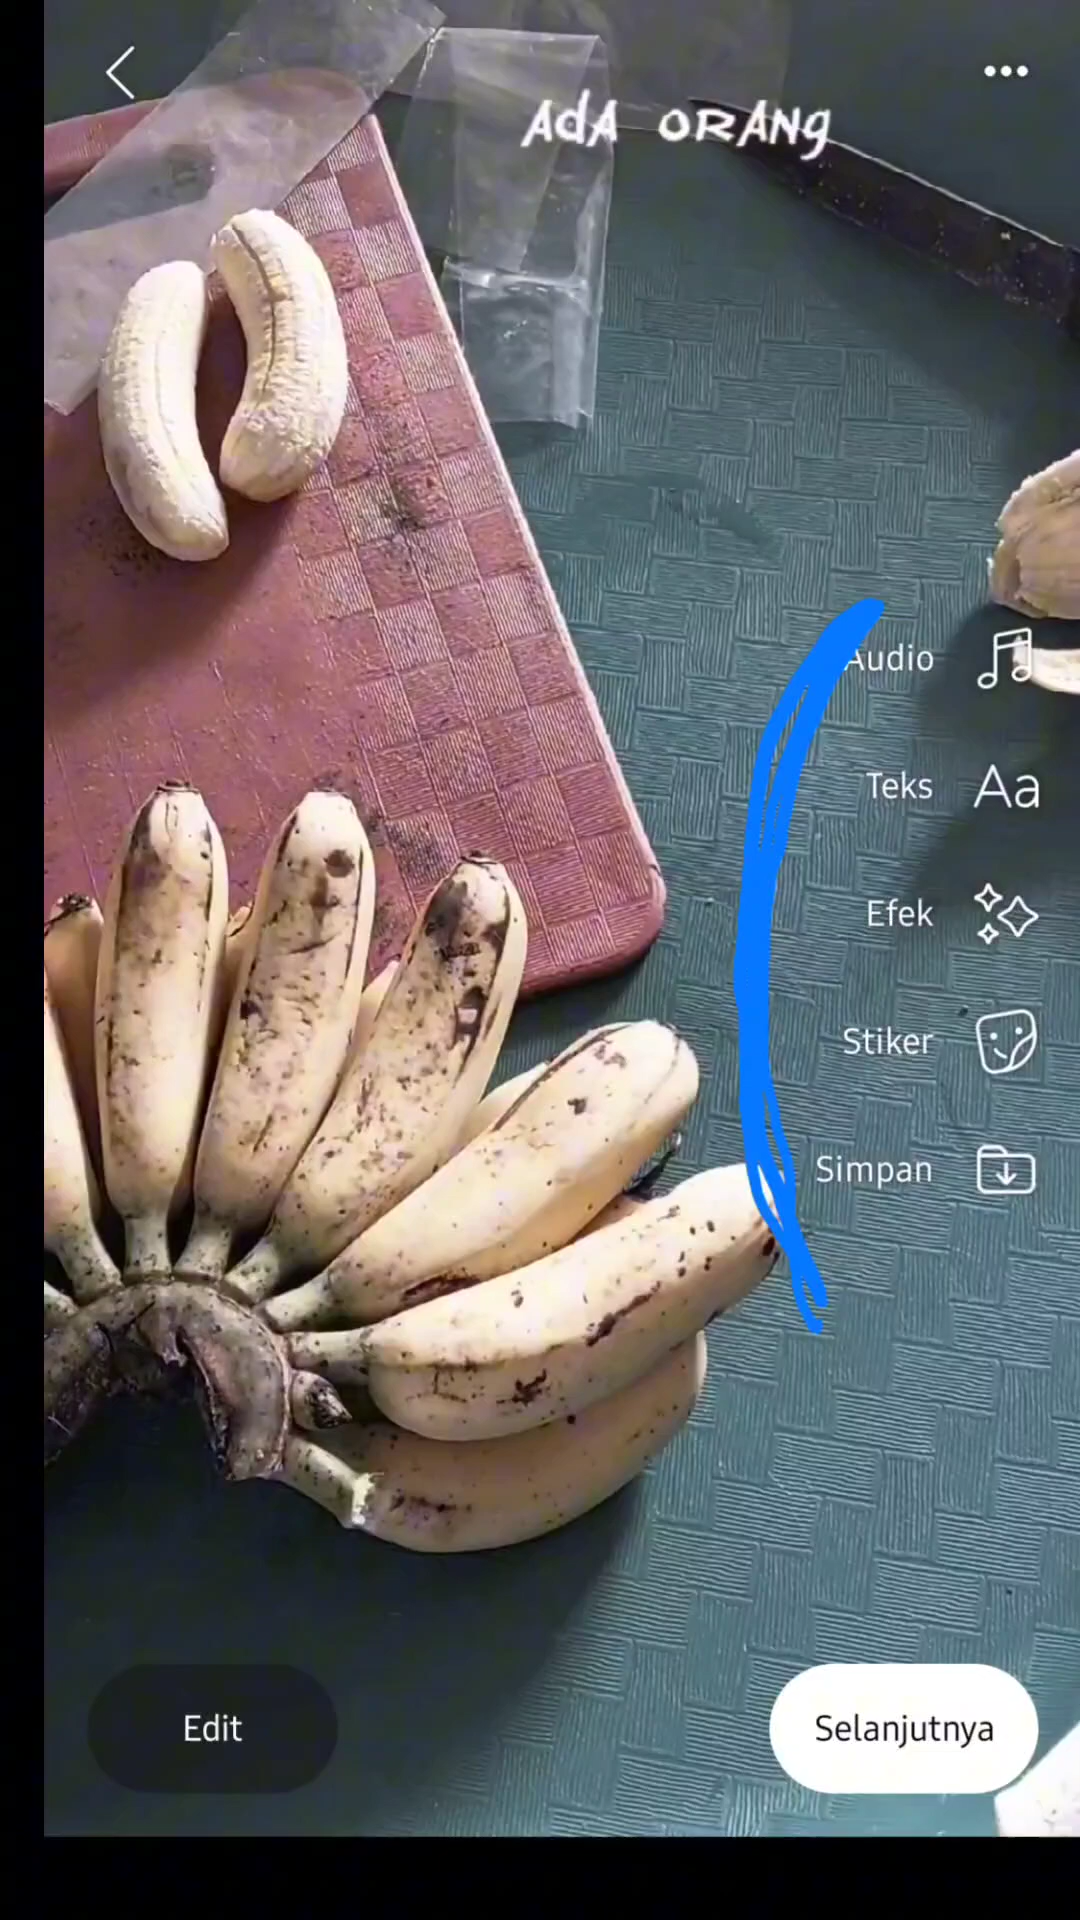 AdA ORANg
Audio
Teks
Aa
Efek
Stiker
Simpan
Edit
Selanjutnya